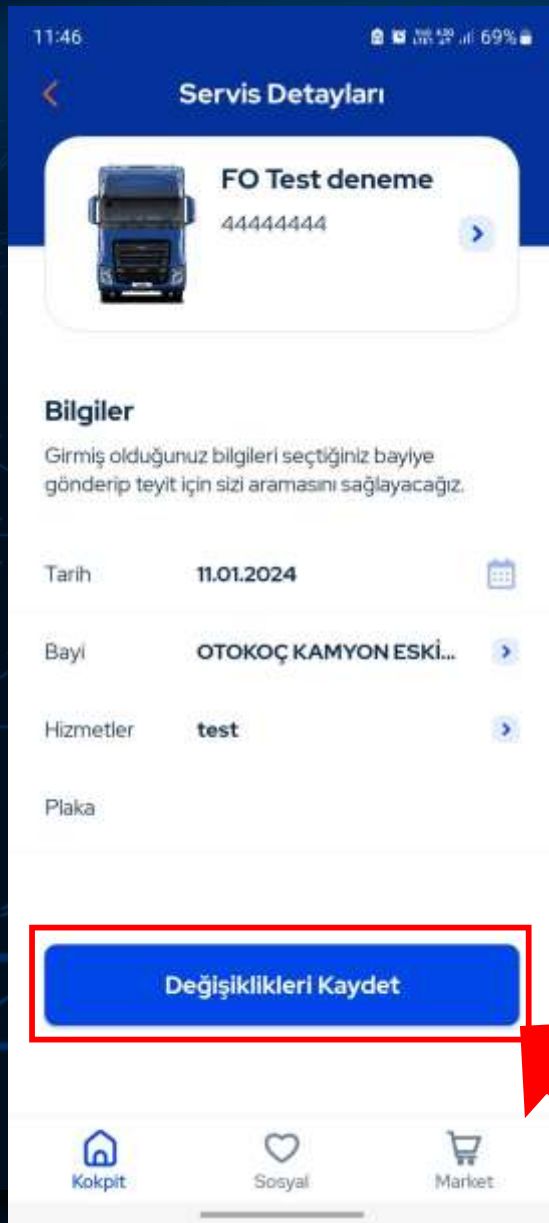 11:46
69%
Servis Detayları
FO Test deneme
44444444
Bilgiler
Girmiş olduğunuz bilgileri seçtiğiniz bayiye
gönderip teyit için sizi aramasını sağlayacağız.
Tarih 11.01.2024
Bayi OTOKOÇ KAMYON ESKİ...
Hizmetler test
Plaka
Değişiklikleri Kaydet
Kokpit Sosyal Market